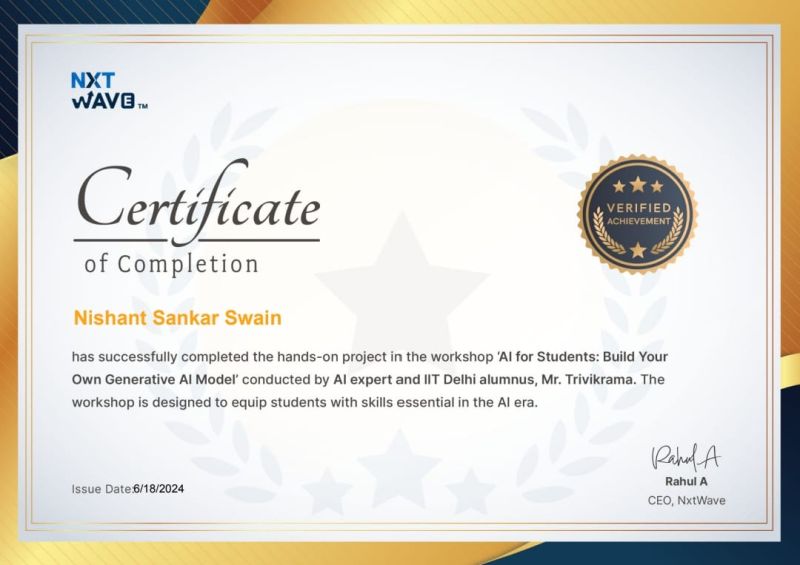 NXT
WAVE™
Certificate
of Completion
VERIFIED
ACHIEVEMENT
Nishant Sankar Swain
has successfully completed the hands-on project in the workshop ‘AI for Students: Build Your
Own Generative AI Model’ conducted by AI expert and IIT Delhi alumnus, Mr. Trivikrama. The
workshop is designed to equip students with skills essential in the AI era.
Issue Date:6/18/2024
Rahul A
Rahul A
CEO, NxtWave